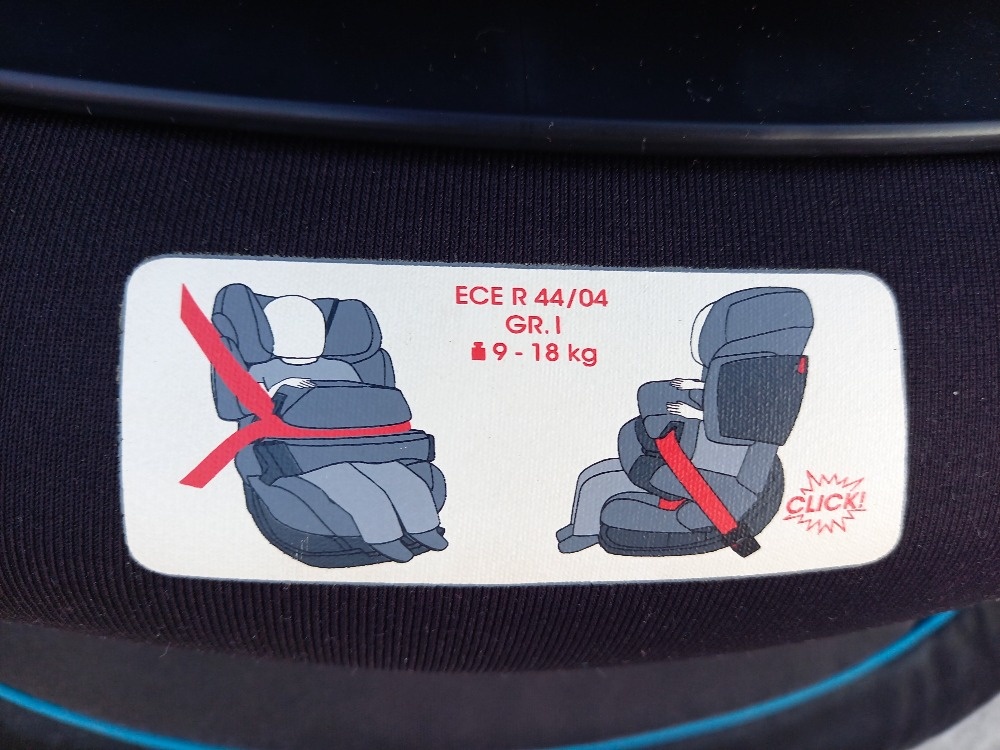 ECE R 44/04
GR. I
9 - 18 kg
CLICK!